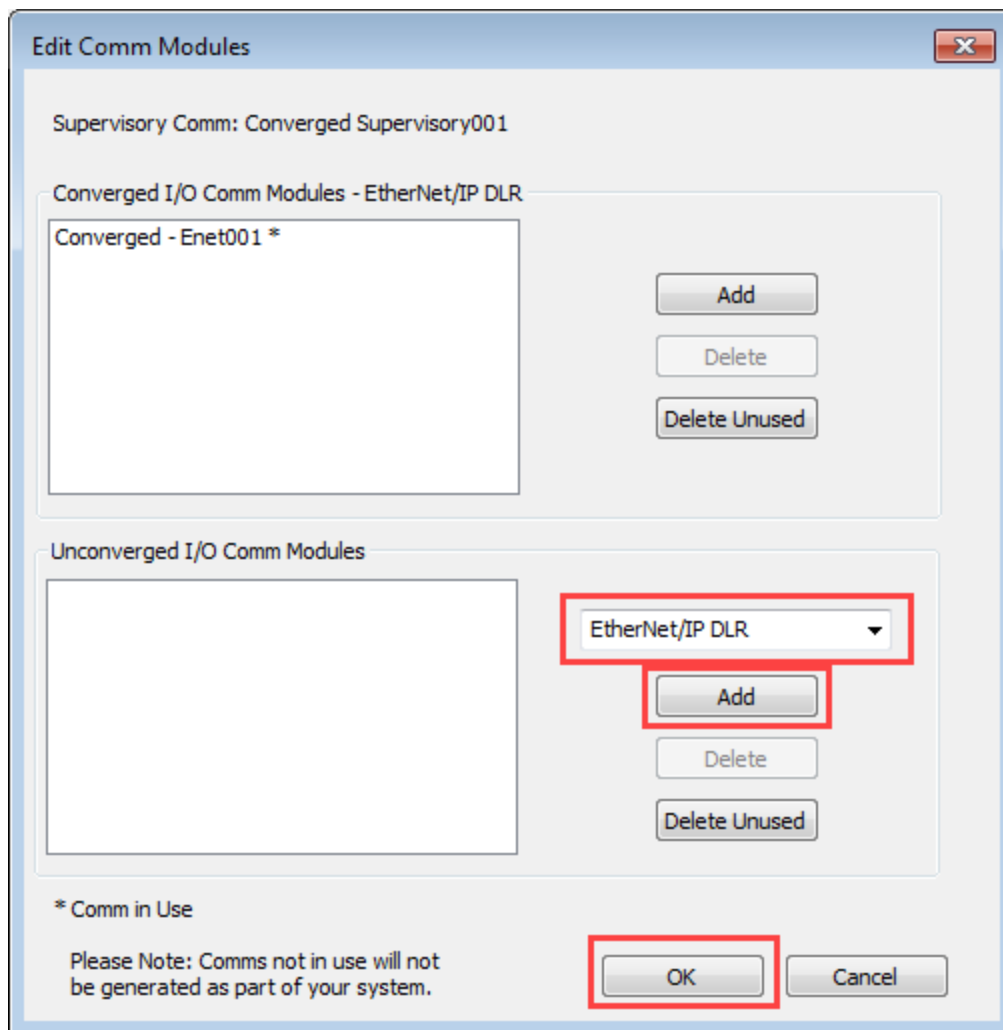 Edit Comm Modules
Supervisory Comm: Converged Supervisory001
Converged I/O Comm Modules - EtherNet/IP DLR
Converged - Enet001 *
Add
Delete
Delete Unused
Unconverged I/O Comm Modules
EtherNet/IP DLR
Add
Delete
Delete Unused
* Comm in Use
Please Note: Comms not in use will not
be generated as part of your system.
OK
Cancel